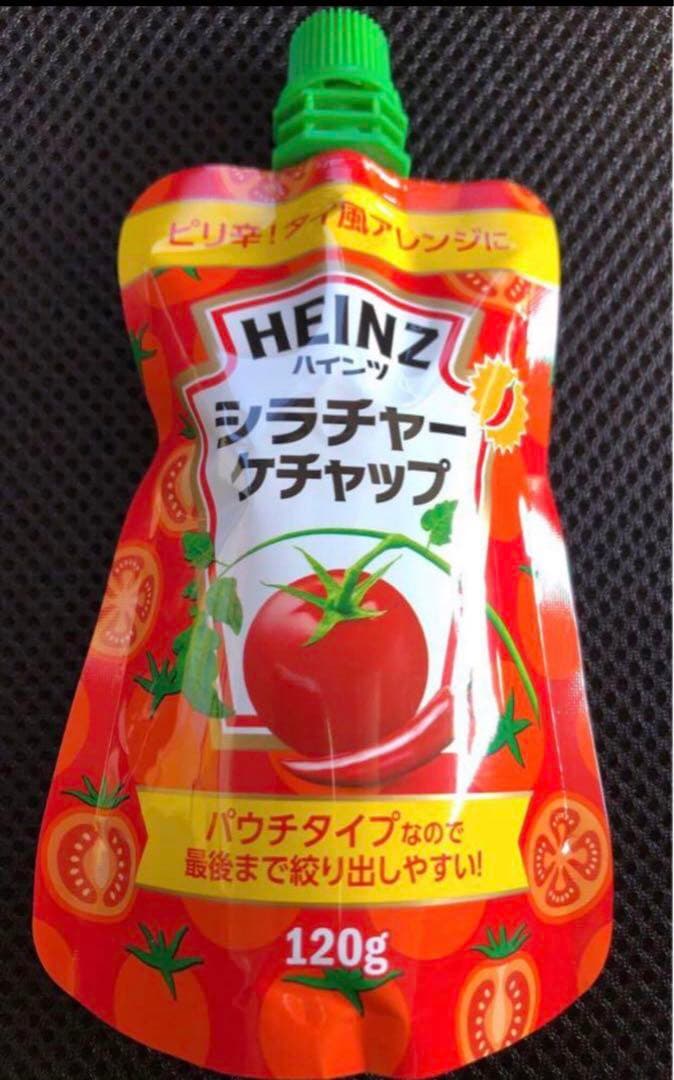 ピリ辛！タイ風アレンジに
HEINZ
ハインツ
シラチャー
ケチャップ
パウチタイプなので
最後まで絞り出しやすい！
120g